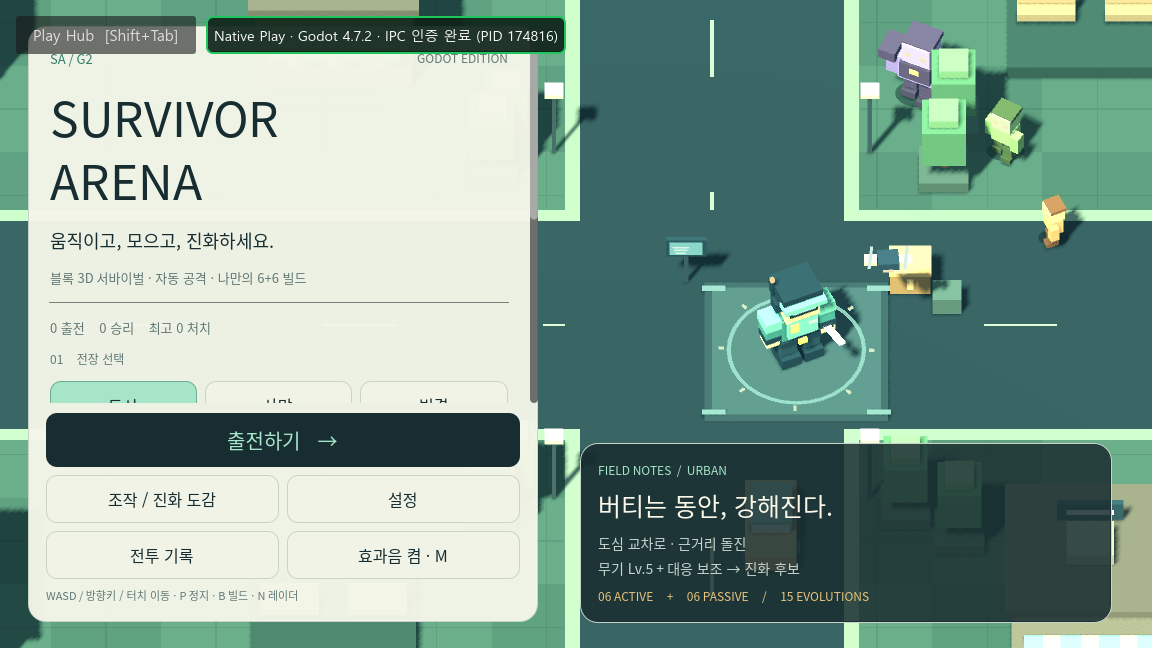 Play Hub [Shift+Tab]
Native Play · Godot 4.7.2 · IPC 인증 완료 (PID 174816)
SA / G2
GODOT EDITION
SURVIVOR
ARENA
움직이고, 모으고, 진화하세요.
블록 3D 서바이벌 · 자동 공격 · 나만의 6+6 빌드
0 출전 0 승리 최고 0 처치
01 전장 선택
출전하기 →
조작 / 진화 도감
설정
전투 기록
효과음 켬 · M
WASD / 방향키 / 터치 이동 · P 정지 · B 빌드 · N 레이더
FIELD NOTES / URBAN
버티는 동안, 강해진다.
도심 교차로 · 근거리 돌진
무기 Lv.5 + 대응 보조 → 진화 후보
06 ACTIVE + 06 PASSIVE / 15 EVOLUTIONS